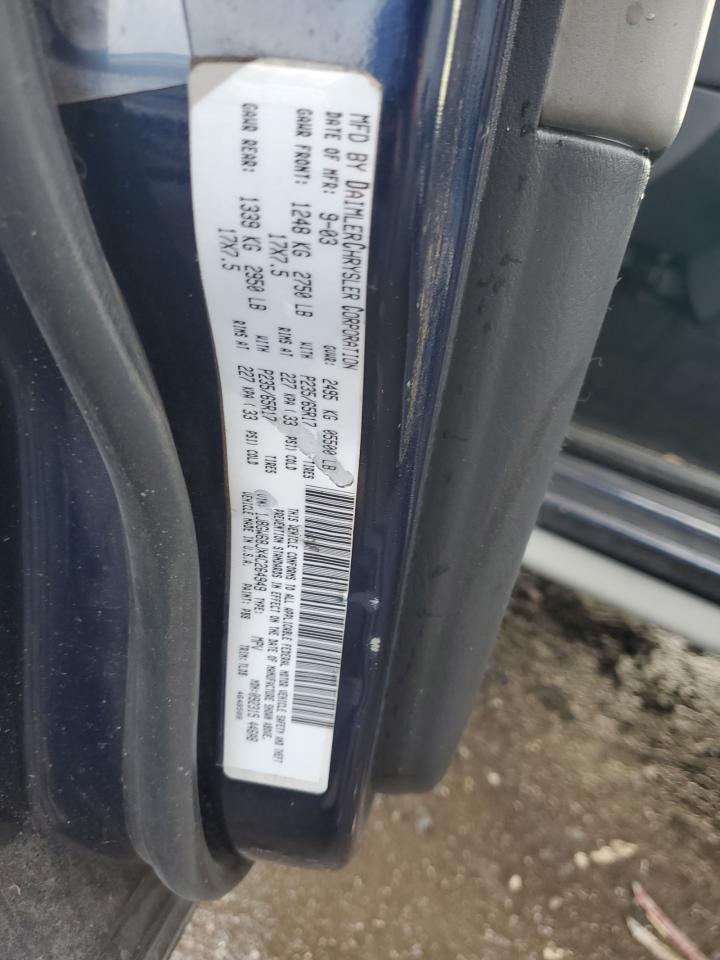 MFD BY DAIMLERCHRYSLER CORPORATION
DATE OF MFR: 9-03 GVWR: 2495 KG 05500 LB
GAWR FRONT: 1248 KG 2750 LB WITH P235/65R17 TIRES
17X7.5 RIMS AT 227 KPA( 33 PSI) COLD
GAWR REAR: 1339 KG 2950 LB WITH P235/65R17 TIRES
17X7.5 RIMS AT 227 KPA( 33 PSI) COLD
THIS VEHICLE CONFORMS TO ALL APPLICABLE FEDERAL MOTOR VEHICLE SAFETY AND THEFT
PREVENTION STANDARDS IN EFFECT ON THE DATE OF MANUFACTURE SHOWN ABOVE.
VIN: TYPE: MPV MDH:
VEHICLE MADE IN U.S.A. PAINT: PB8 TRIM: